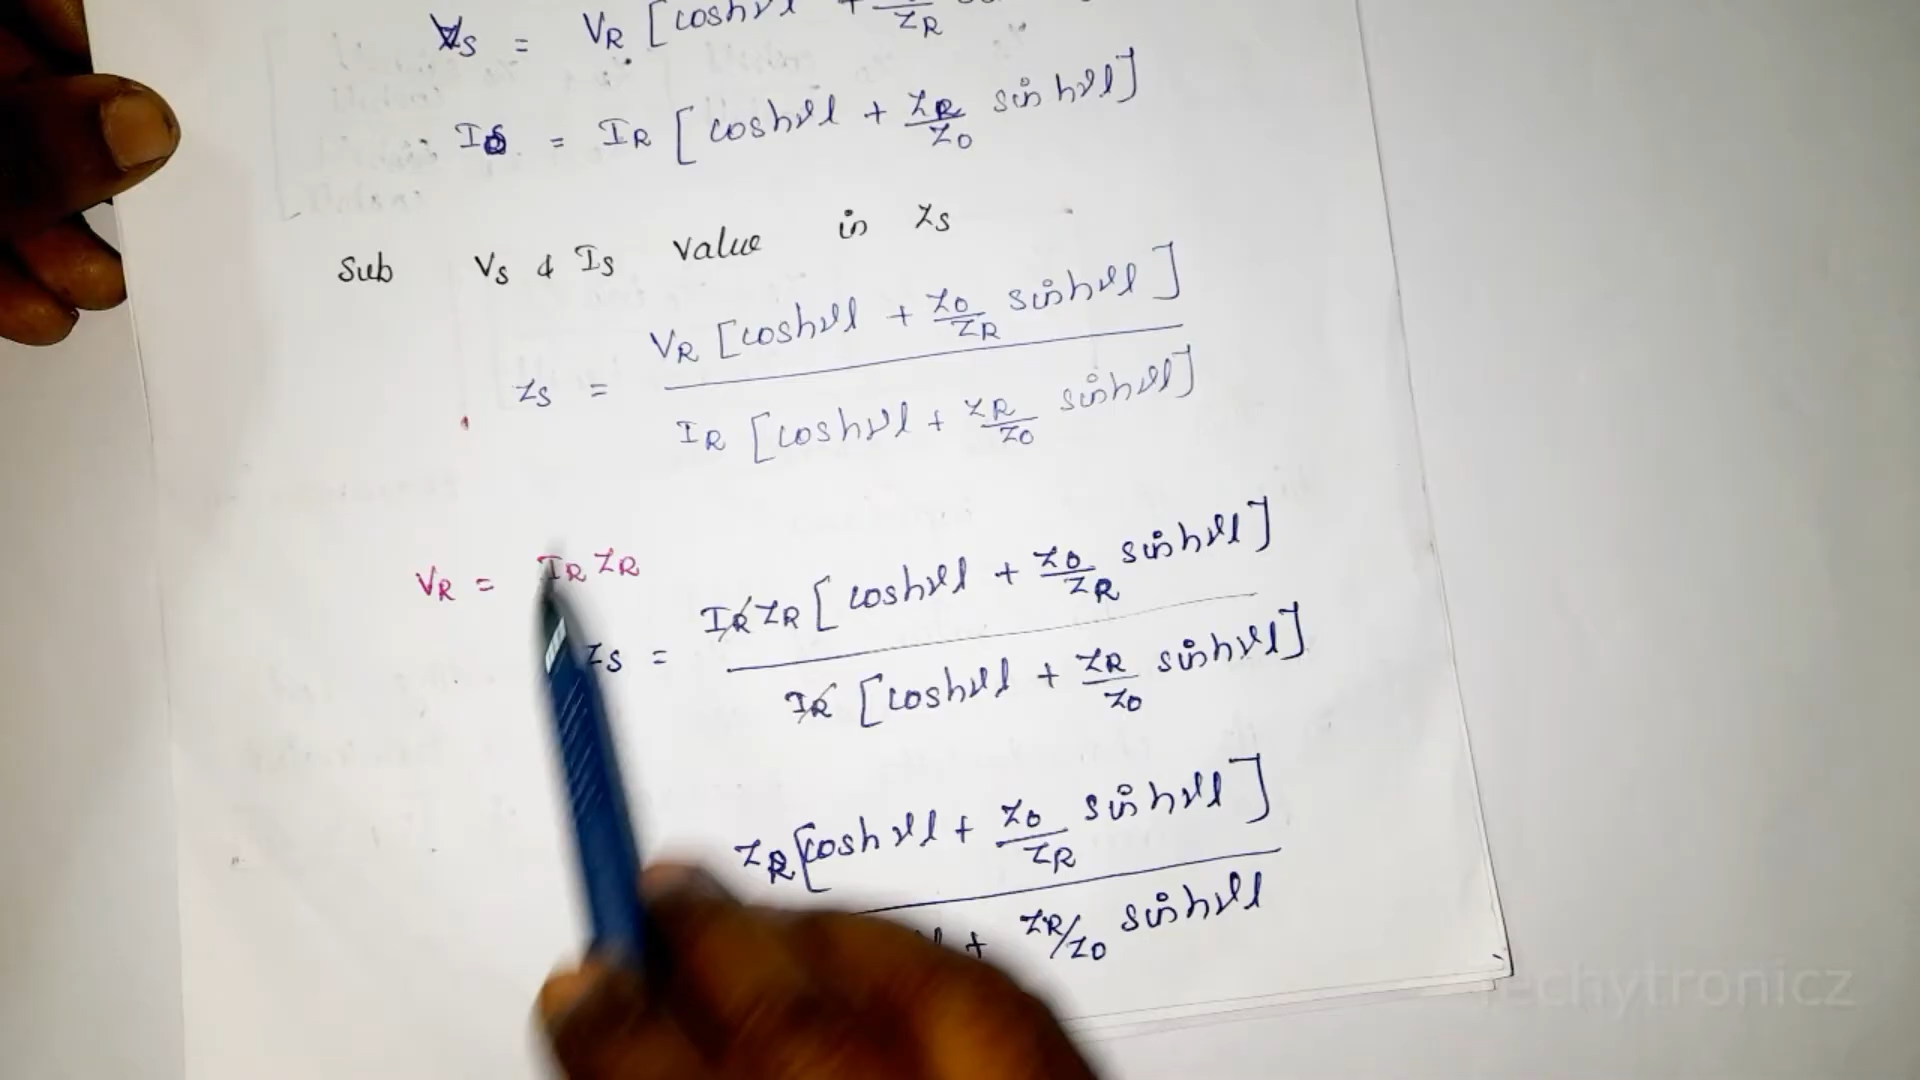 VS = VR [coshγl + /ZR
IS = IR [coshγl + ZR/Z0 sinhγl]
Sub VS & IS value in ZS
ZS = VR [coshγl + Z0/ZR sinhγl] / IR [coshγl + ZR/Z0 sinhγl]
VR = IR ZR
ZS = IR ZR [coshγl + Z0/ZR sinhγl] / IR [coshγl + ZR/Z0 sinhγl]
ZR [coshγl + Z0/ZR sinhγl]
+ ZR/Z0 sinhγl
Techytronicz